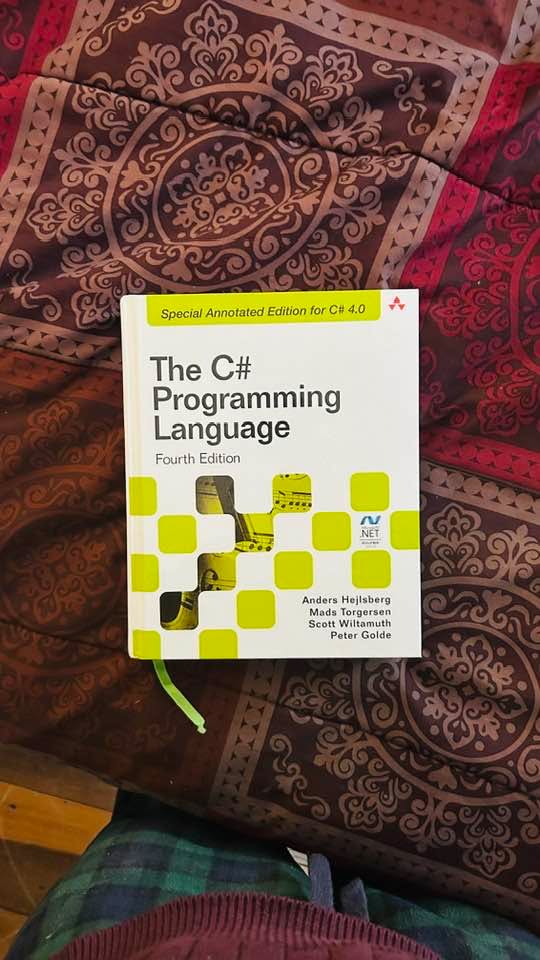 Special Annotated Edition for C# 4.0
The C#
Programming
Language
Fourth Edition
.NET
Anders Hejlsberg
Mads Torgersen
Scott Wiltamuth
Peter Golde